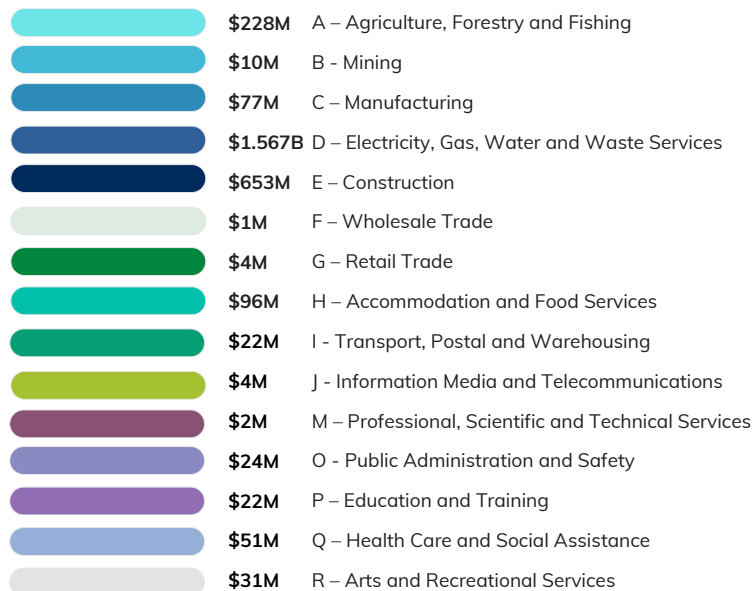 $228M A – Agriculture, Forestry and Fishing
$10M B - Mining
$77M C – Manufacturing
$1.567B D – Electricity, Gas, Water and Waste Services
$653M E – Construction
$1M F – Wholesale Trade
$4M G – Retail Trade
$96M H – Accommodation and Food Services
$22M I - Transport, Postal and Warehousing
$4M J - Information Media and Telecommunications
$2M M – Professional, Scientific and Technical Services
$24M O - Public Administration and Safety
$22M P – Education and Training
$51M Q – Health Care and Social Assistance
$31M R – Arts and Recreational Services